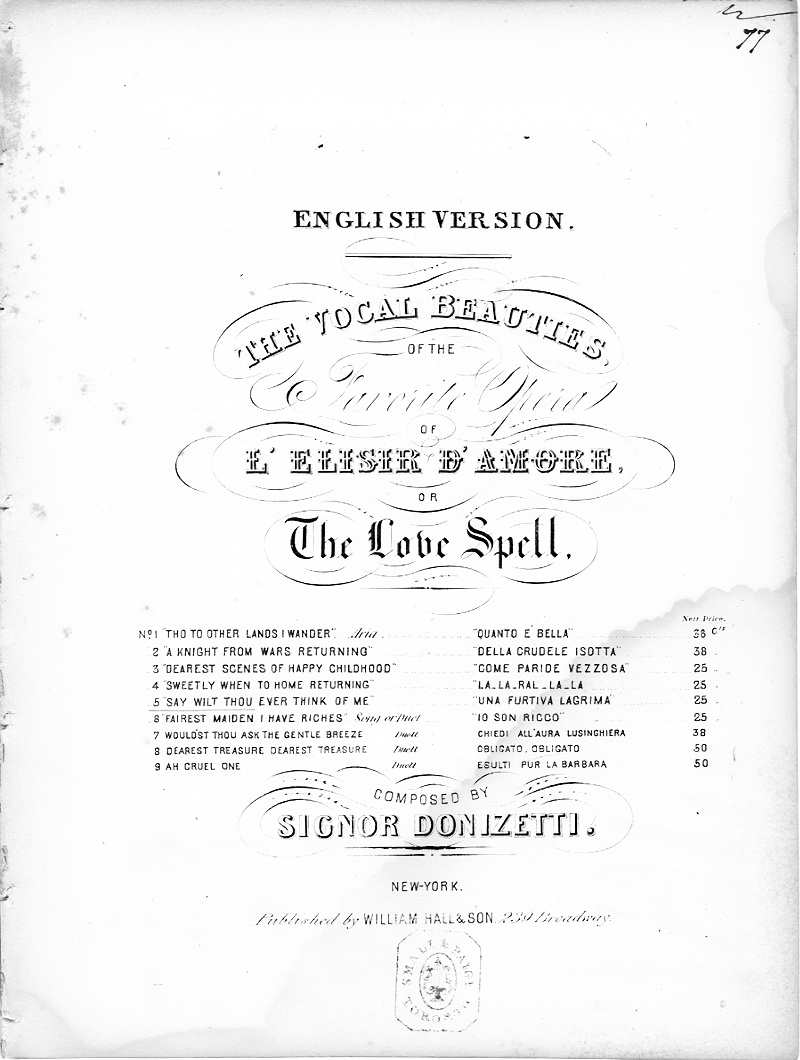 77
ENGLISH VERSION.
THE VOCAL BEAUTIES,
OF THE
Favorite Opera
OF
L'ELISIR D'AMORE,
OR
The Love Spell.
Nett Price.
No 1 "THO TO OTHER LANDS I WANDER". Aria "QUANTO E BELLA" 38 Cts
2 "A KNIGHT FROM WARS RETURNING" "DELLA CRUDELE ISOTTA" 38 "
3 "DEAREST SCENES OF HAPPY CHILDHOOD" "COME PARIDE VEZZOSA" 25 "
4 "SWEETLY WHEN TO HOME RETURNING" "LA_LA_RAL_LA_LA 25 "
5 "SAY WILT THOU EVER THINK OF ME" "UNA FURTIVA LAGRIMA" 25 "
6 "FAIREST MAIDEN I HAVE RICHES" Song or Duet "IO SON RICCO" 25
7 WOULD'ST THOU ASK THE GENTLE BREEZE Duett CHIEDI ALL'AURA LUSINGHIERA 38
8 DEAREST TREASURE DEAREST TREASURE Duett OBLIGATO, OBLIGATO 50
9 AH CRUEL ONE Duett ESULTI PUR LA BARBARA 50
COMPOSED BY
SIGNOR DONIZETTI.
NEW-YORK.
Published by WILLIAM HALL & SON. 239 Broadway.
SMALL & PAIGE
TORONTO